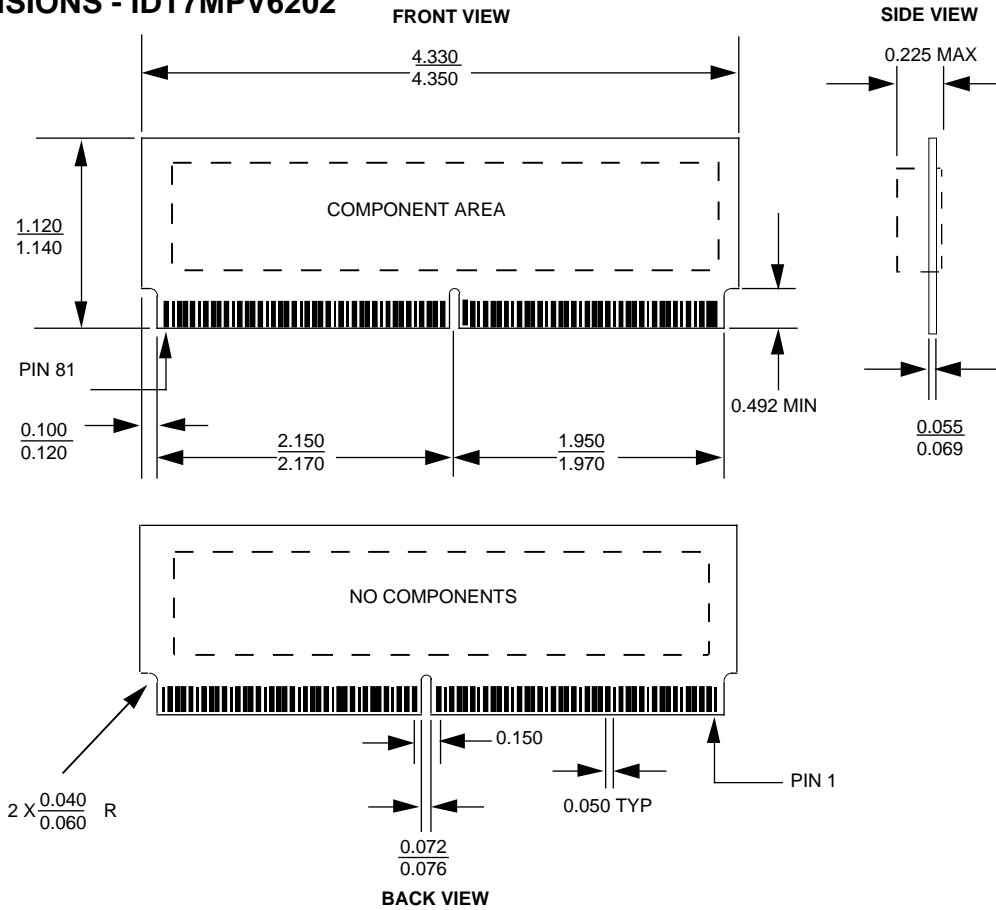 ISIONS - IDT7MPV6202
FRONT VIEW
SIDE VIEW
4.330
4.350
0.225 MAX
COMPONENT AREA
1.120
1.140
PIN 81
0.492 MIN
0.100
0.120
2.150
2.170
1.950
1.970
0.055
0.069
NO COMPONENTS
0.150
PIN 1
0.050 TYP
2 X 0.040 R
0.060
0.072
0.076
BACK VIEW